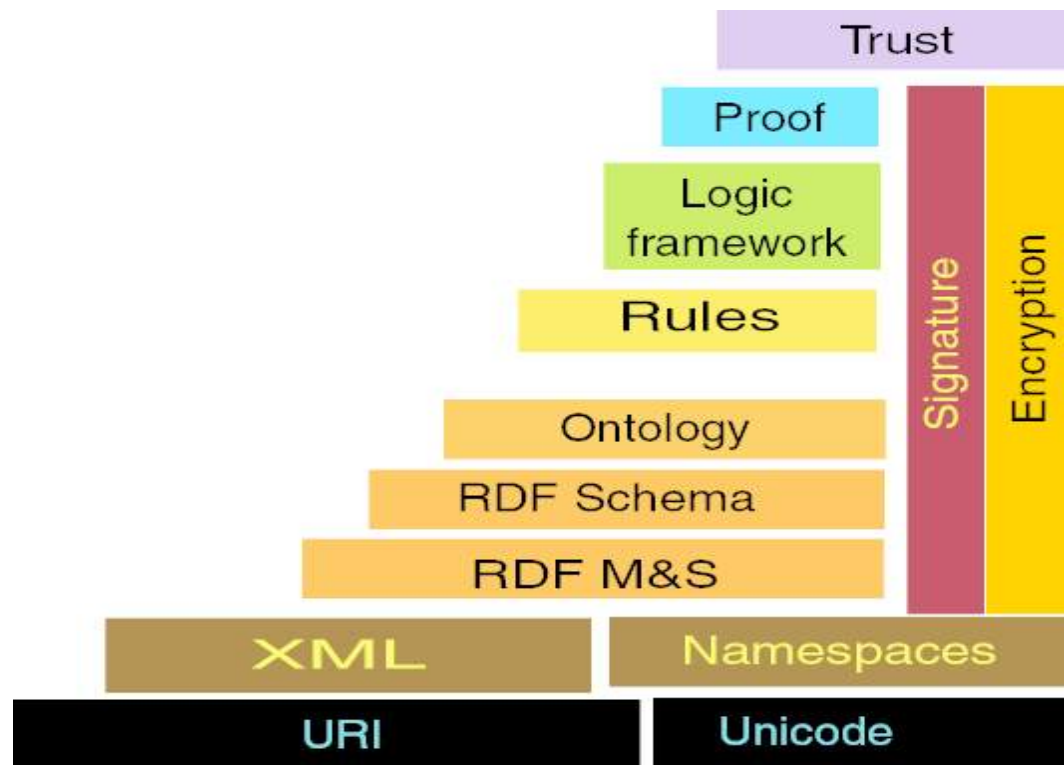 Trust
Proof
Logic
framework
Rules
Ontology
RDF Schema
RDF M&S
Signature
Encryption
XML
Namespaces
URI
Unicode